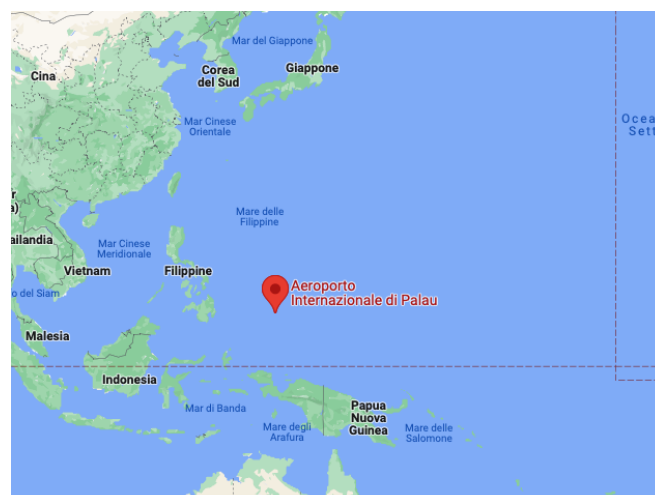 Mar del Giappone
Cina
Corea
del Sud
Giappone
Mar Cinese
Orientale
Ocea
Sett
r
a)
Mare delle
Filippine
ailandia
Mar Cinese
Meridionale
Vietnam
Filippine
o del Siam
Aeroporto
Internazionale di Palau
Malesia
Indonesia
Mar di Banda
Papua
Nuova
Guinea
Mare degli
Arafura
Mare delle
Salomone